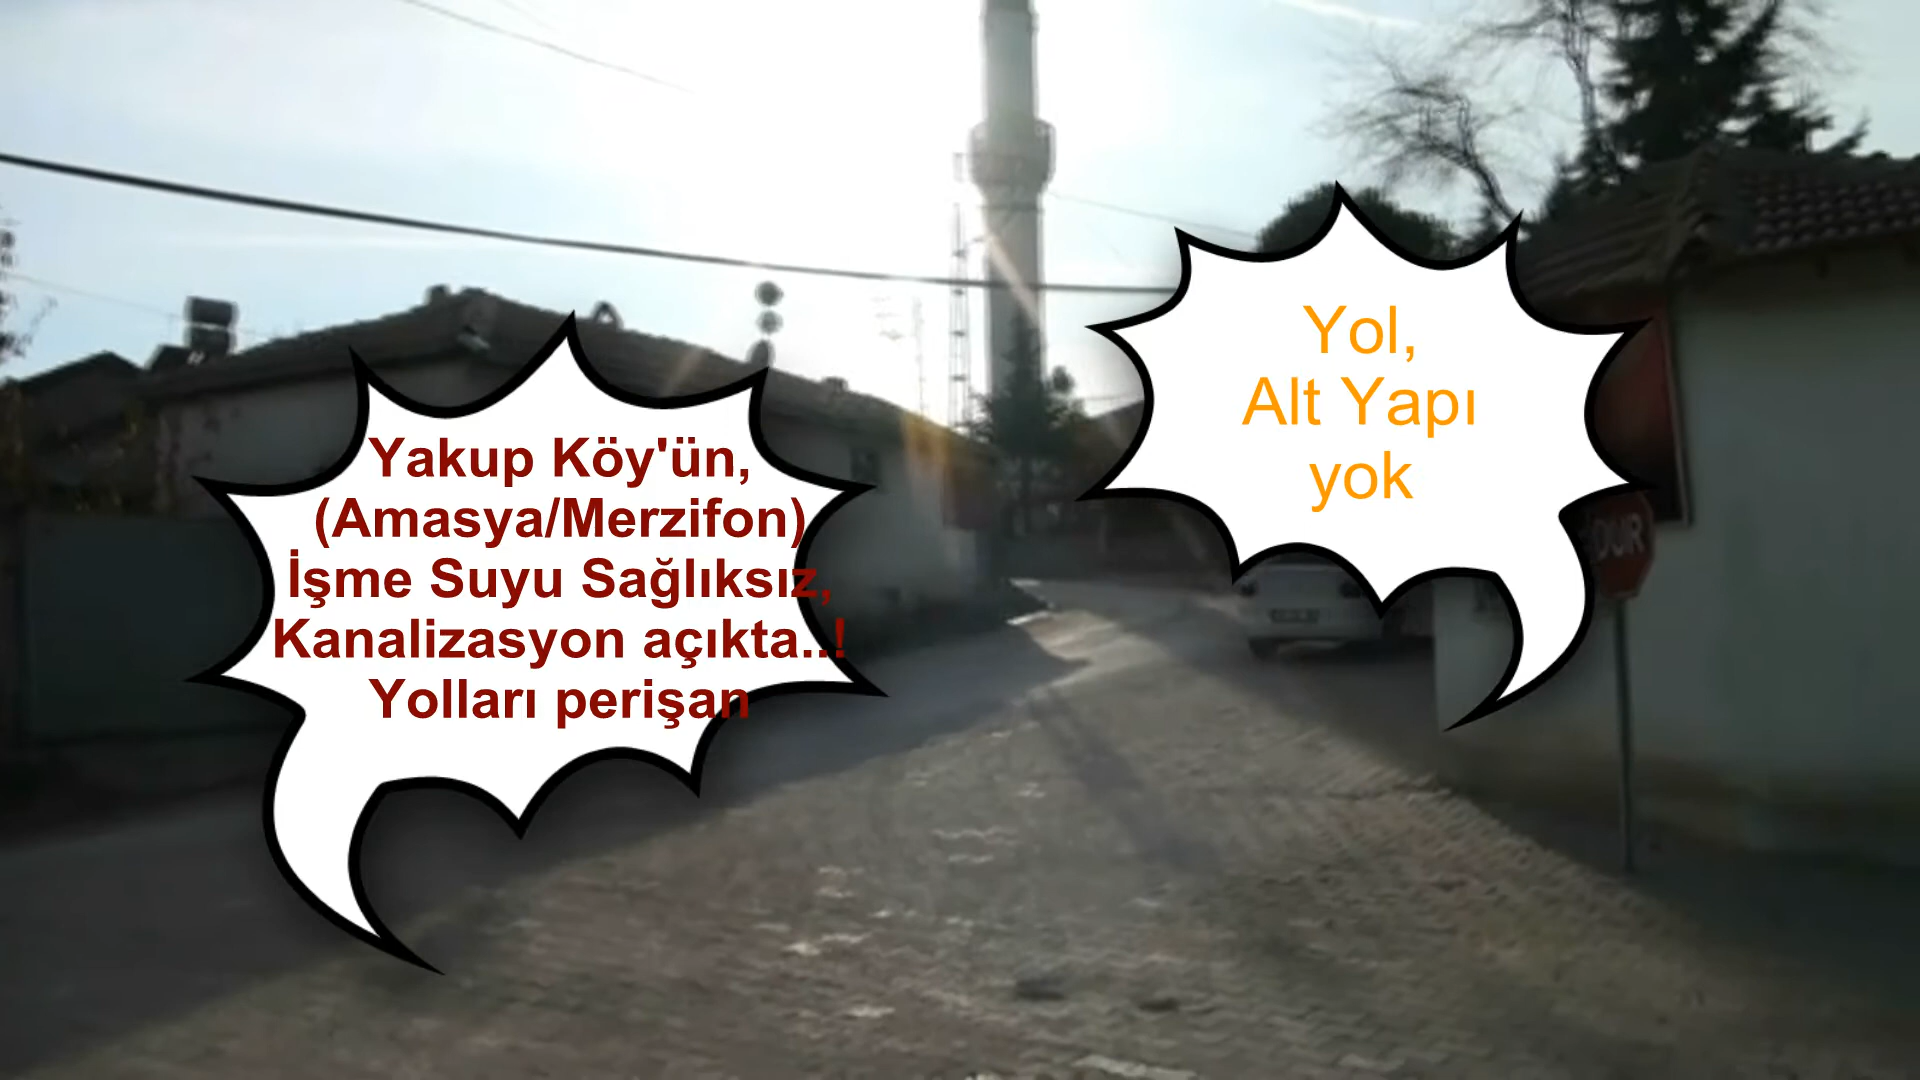 Yakup Köy'ün,
(Amasya/Merzifon)
İşme Suyu Sağlıksız,
Kanalizasyon açıkta..!
Yolları perişan
Yol,
Alt Yapı
yok
DUR